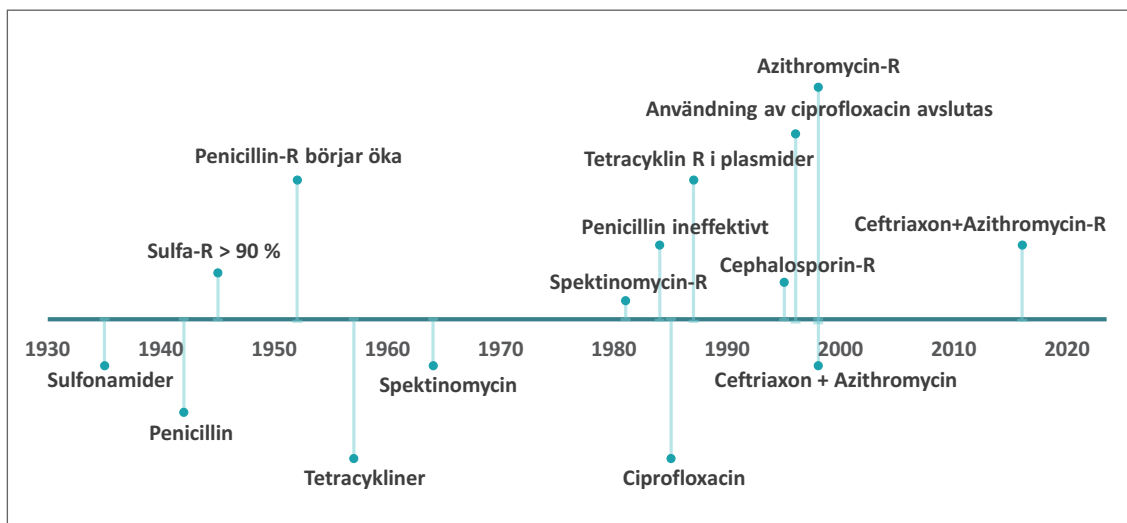 Azithromycin-R
Användning av ciprofloxacin avslutas
Penicillin-R börjar öka
Tetracyklin R i plasmider
Sulfa-R > 90 %
Penicillin ineffektivt
Ceftriaxon+Azithromycin-R
Spektinomycin-R
Cephalosporin-R
1930 1940 1950 1960 1970 1980 1990 2000 2010 2020
Sulfonamider
Spektinomycin
Ceftriaxon + Azithromycin
Penicillin
Tetracykliner
Ciprofloxacin